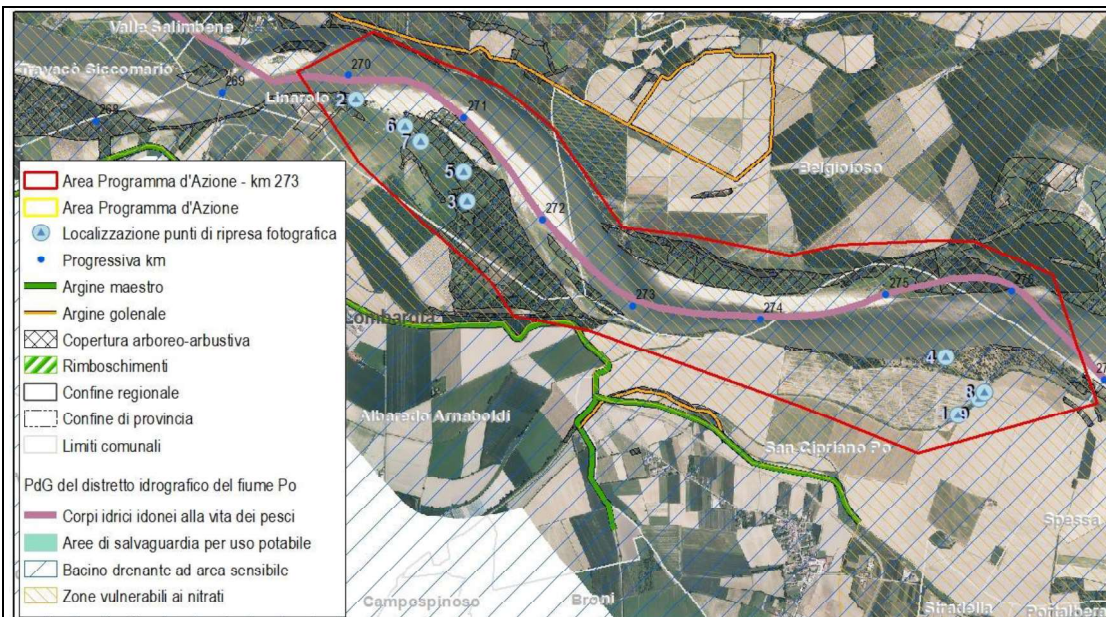 Valle Salimbene
Travacò Siccomario
268
269
270
Linarolo
2
6
7
271
5
3
272
Belgioioso
Area Programma d'Azione - km 273
Area Programma d'Azione
Localizzazione punti di ripresa fotografica
Progressiva km
Argine maestro
Argine golenale
Copertura arboreo-arbustiva
Rimboschimenti
Confine regionale
Confine di provincia
Limiti comunali
PdG del distretto idrografico del fiume Po
Corpi idrici idonei alla vita dei pesci
Aree di salvaguardia per uso potabile
Bacino drenante ad area sensibile
Zone vulnerabili ai nitrati
273
274
275
276
27
Lombardia
4
8
1
9
Albaredo Arnaboldi
San Cipriano Po
Spessa
Campospinoso
Broni
Stradella
Portalbera